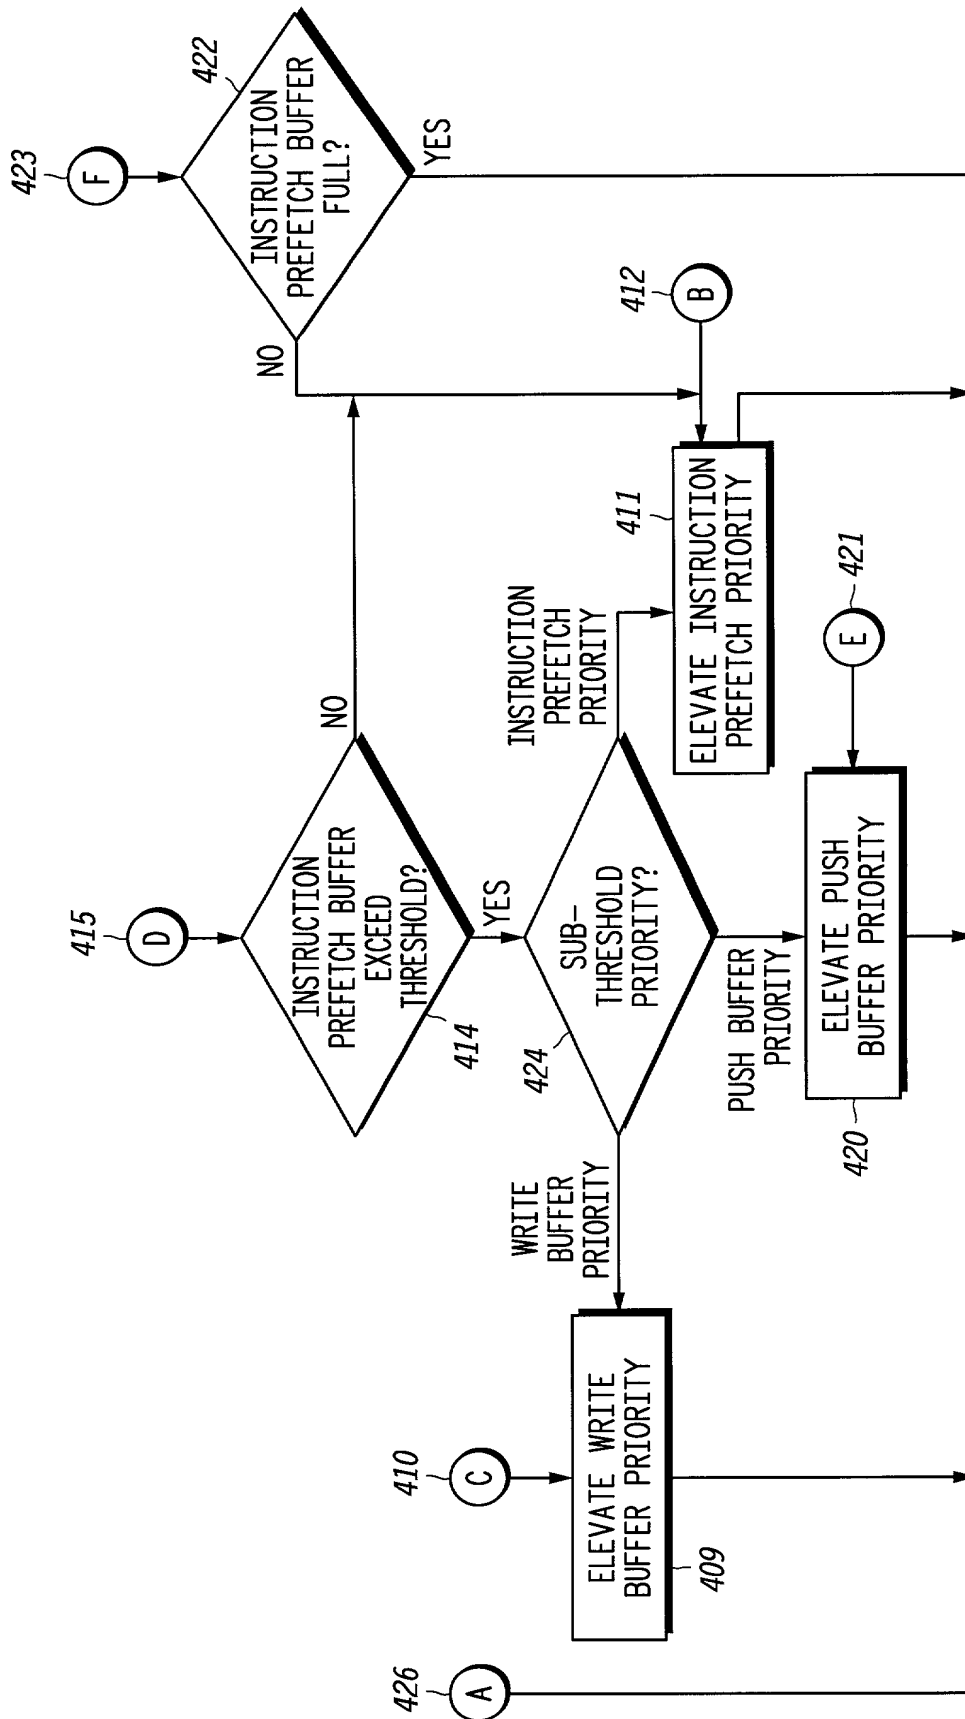 423
F
422
INSTRUCTION
PREFETCH BUFFER
FULL?
YES
NO
412
B
415
D
INSTRUCTION
PREFETCH BUFFER
EXCEED
THRESHOLD?
414
NO
YES
424
SUB-
THRESHOLD
PRIORITY?
INSTRUCTION
PREFETCH
PRIORITY
411
ELEVATE INSTRUCTION
PREFETCH PRIORITY
WRITE
BUFFER
PRIORITY
PUSH BUFFER
PRIORITY
421
E
ELEVATE PUSH
BUFFER PRIORITY
420
410
C
ELEVATE WRITE
BUFFER PRIORITY
409
426
A